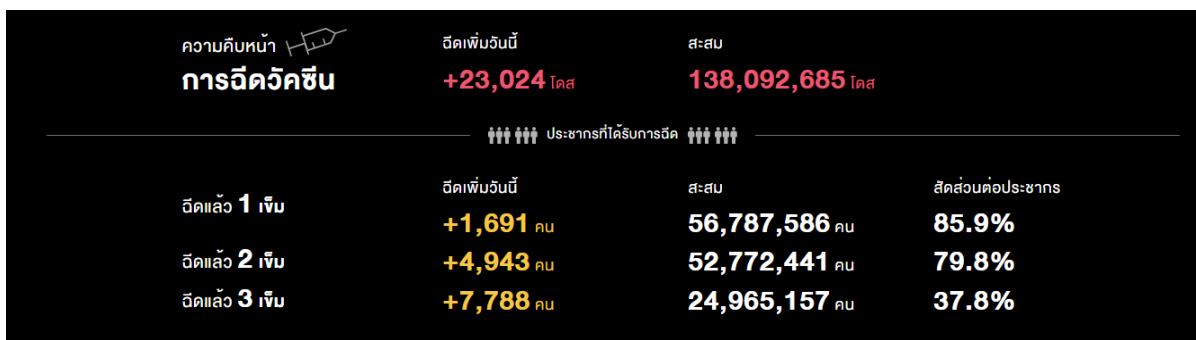 ความคืบหน้า
การฉีดวัคซีน
ฉีดเพิ่มวันนี้
+23,024 โดส
สะสม
138,092,685 โดส
ประชากรที่ได้รับการฉีด
ฉีดเพิ่มวันนี้ สะสม สัดส่วนต่อประชากร
ฉีดแล้ว 1 เข็ม +1,691 คน 56,787,586 คน 85.9%
ฉีดแล้ว 2 เข็ม +4,943 คน 52,772,441 คน 79.8%
ฉีดแล้ว 3 เข็ม +7,788 คน 24,965,157 คน 37.8%